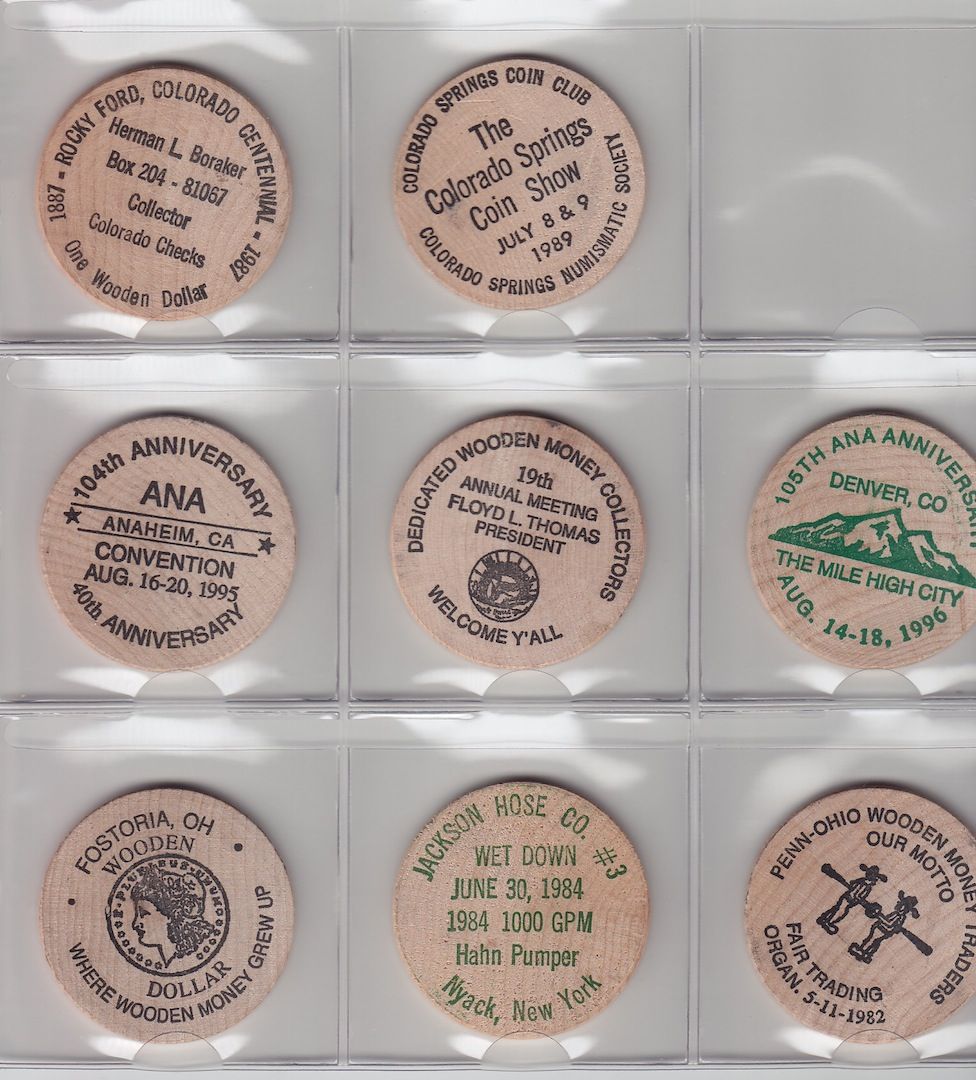 1887 - ROCKY FORD, COLORADO CENTENNIAL - 1987
Herman L. Boraker
Box 204 - 81067
Collector
Colorado Checks
One Wooden Dollar
COLORADO SPRINGS COIN CLUB
The
Colorado Springs
Coin Show
JULY 8 & 9
1989
COLORADO SPRINGS NUMISMATIC SOCIETY
104th ANNIVERSARY
ANA
ANAHEIM, CA
CONVENTION
AUG. 16-20, 1995
40th ANNIVERSARY
DEDICATED WOODEN MONEY COLLECTORS
19th
ANNUAL MEETING
FLOYD L. THOMAS
PRESIDENT
WELCOME Y'ALL
105TH ANA ANNIVERSARY
DENVER, CO
THE MILE HIGH CITY
AUG. 14-18, 1996
FOSTORIA, OH
WOODEN
E·PLURIBUS·UNUM
DOLLAR
WHERE WOODEN MONEY GREW UP
JACKSON HOSE CO. #3
WET DOWN
JUNE 30, 1984
1984 1000 GPM
Hahn Pumper
Nyack, New York
PENN-OHIO WOODEN MONEY TRADERS
OUR MOTTO
FAIR TRADING
ORGAN. 5-11-1982